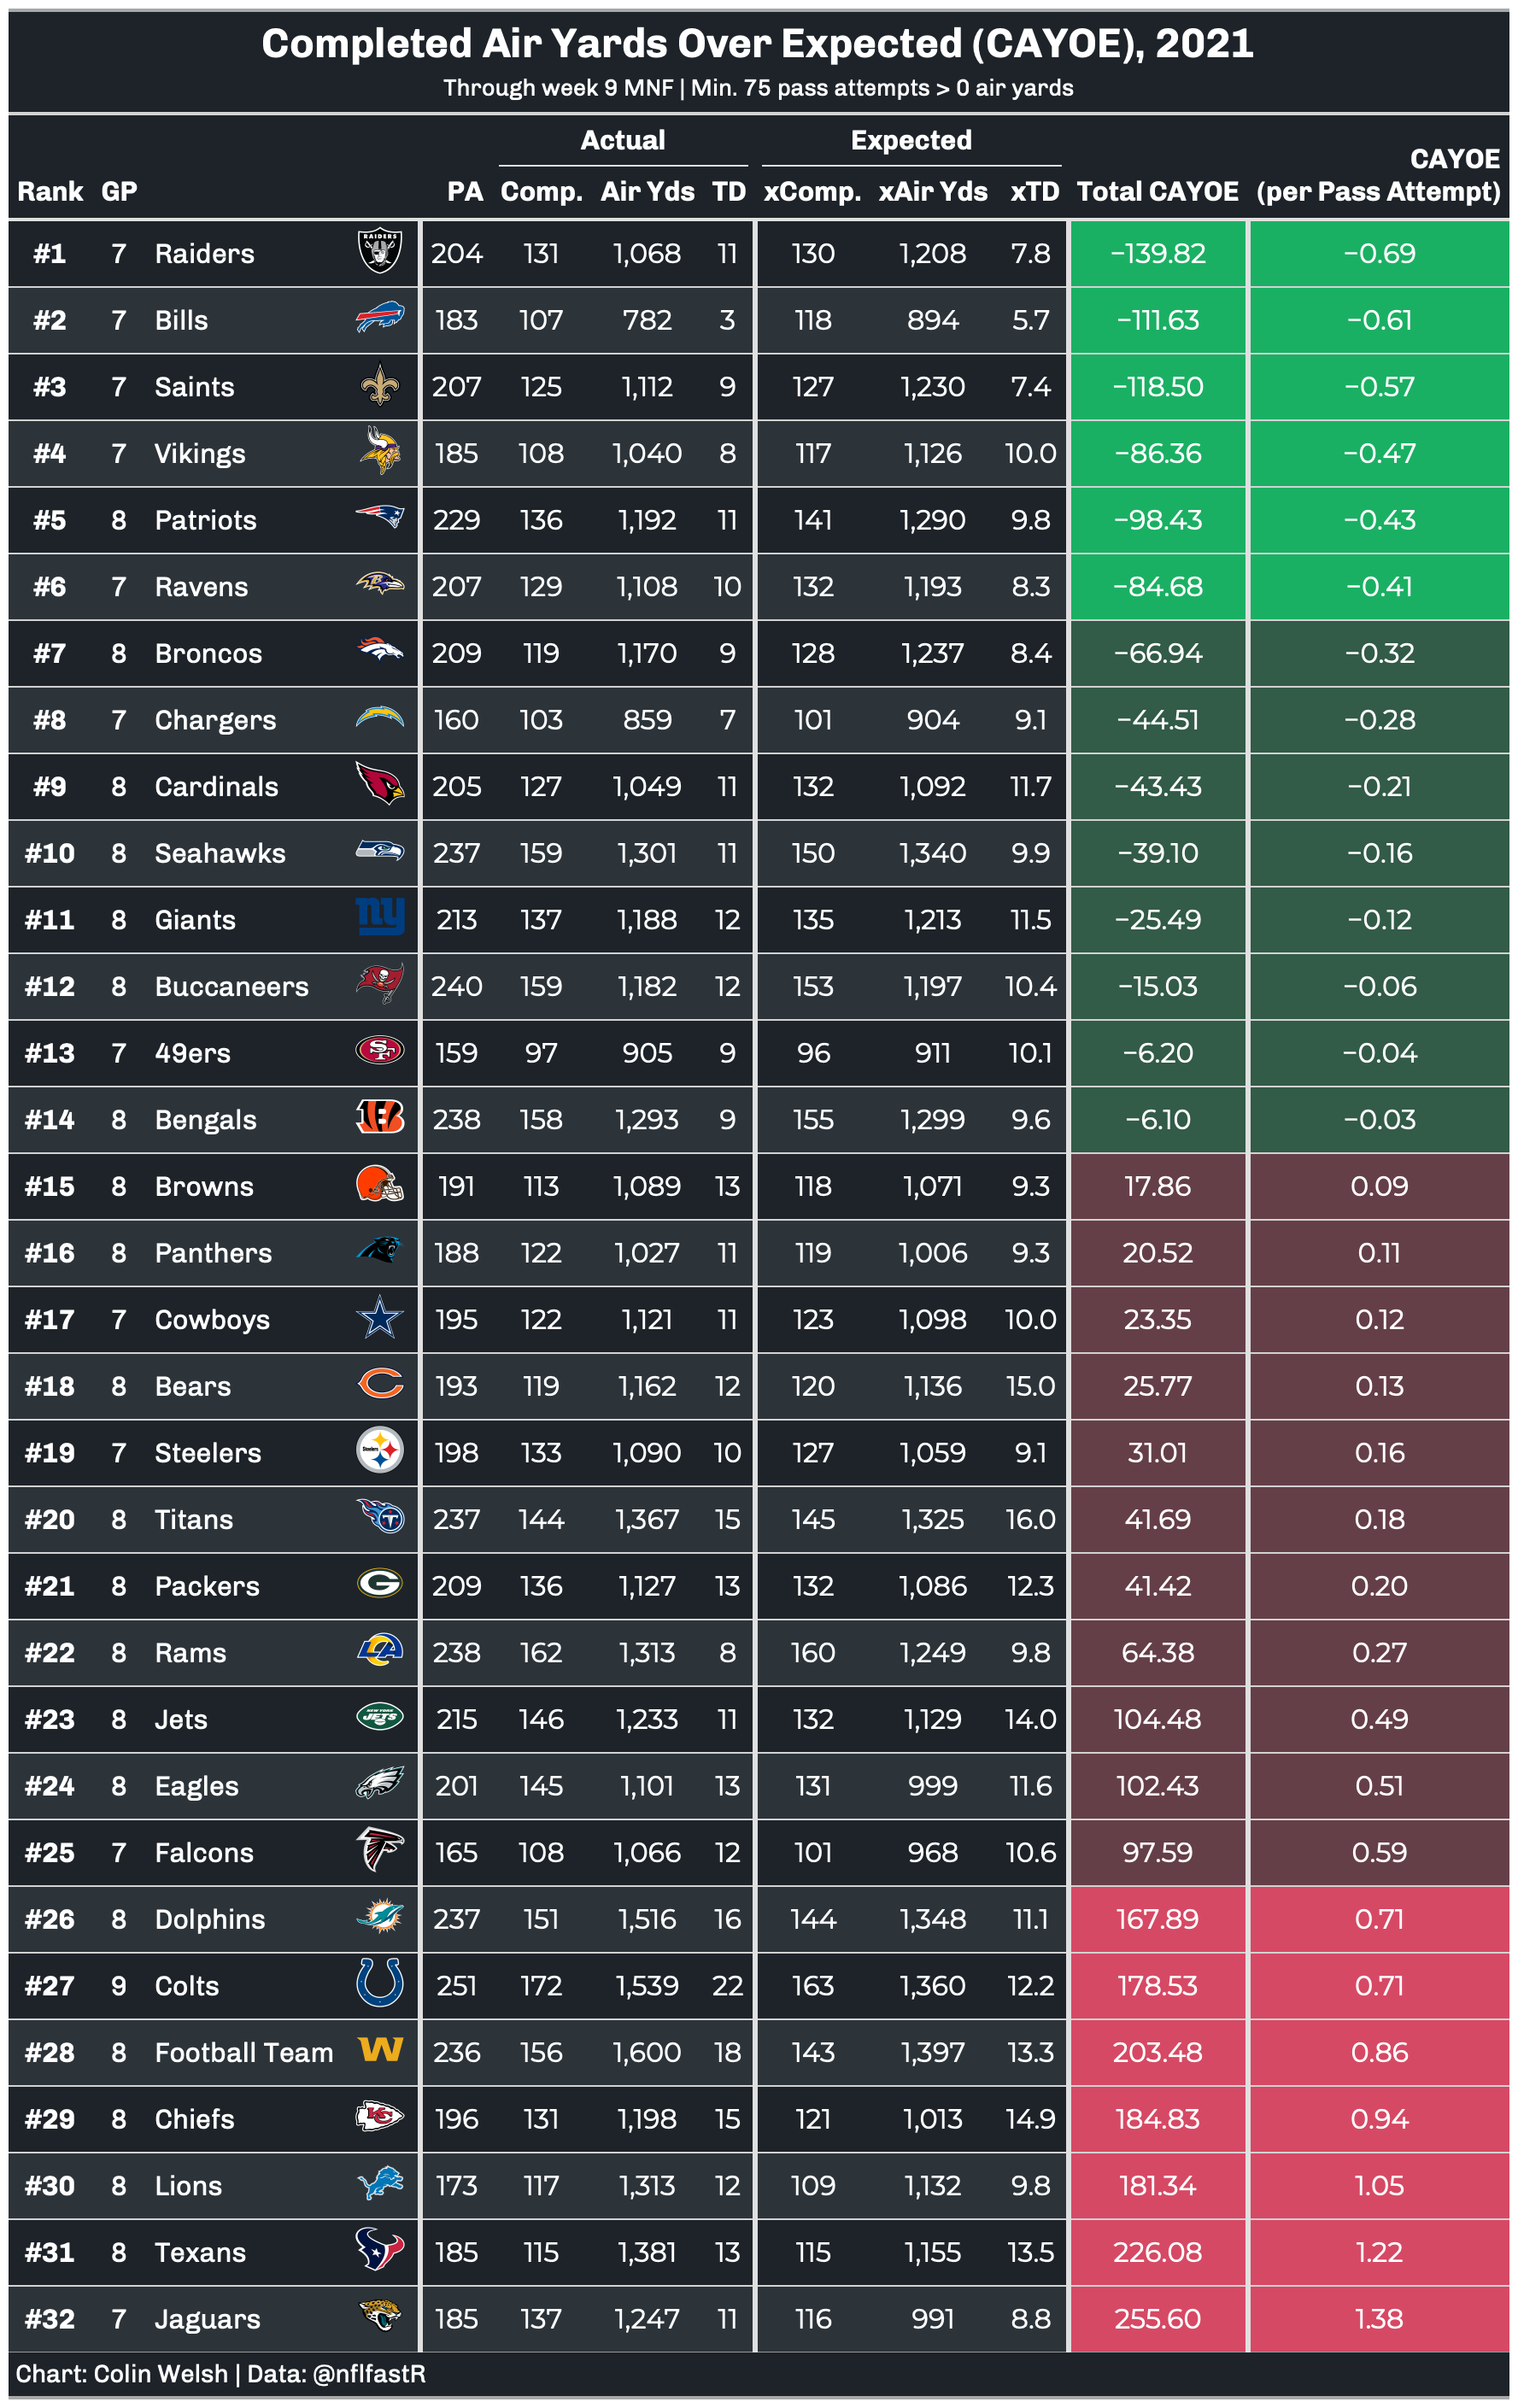 Completed Air Yards Over Expected (CAYOE), 2021
Through week 9 MNF | Min. 75 pass attempts > 0 air yards
Actual Expected
Rank GP PA Comp. Air Yds TD xComp. xAir Yds xTD Total CAYOE CAYOE (per Pass Attempt)
#1 7 Raiders RAIDERS 204 131 1,068 11 130 1,208 7.8 −139.82 −0.69
#2 7 Bills 183 107 782 3 118 894 5.7 −111.63 −0.61
#3 7 Saints 207 125 1,112 9 127 1,230 7.4 −118.50 −0.57
#4 7 Vikings 185 108 1,040 8 117 1,126 10.0 −86.36 −0.47
#5 8 Patriots 229 136 1,192 11 141 1,290 9.8 −98.43 −0.43
#6 7 Ravens B 207 129 1,108 10 132 1,193 8.3 −84.68 −0.41
#7 8 Broncos 209 119 1,170 9 128 1,237 8.4 −66.94 −0.32
#8 7 Chargers 160 103 859 7 101 904 9.1 −44.51 −0.28
#9 8 Cardinals 205 127 1,049 11 132 1,092 11.7 −43.43 −0.21
#10 8 Seahawks 237 159 1,301 11 150 1,340 9.9 −39.10 −0.16
#11 8 Giants ny 213 137 1,188 12 135 1,213 11.5 −25.49 −0.12
#12 8 Buccaneers 240 159 1,182 12 153 1,197 10.4 −15.03 −0.06
#13 7 49ers SF 159 97 905 9 96 911 10.1 −6.20 −0.04
#14 8 Bengals B 238 158 1,293 9 155 1,299 9.6 −6.10 −0.03
#15 8 Browns 191 113 1,089 13 118 1,071 9.3 17.86 0.09
#16 8 Panthers 188 122 1,027 11 119 1,006 9.3 20.52 0.11
#17 7 Cowboys 195 122 1,121 11 123 1,098 10.0 23.35 0.12
#18 8 Bears C 193 119 1,162 12 120 1,136 15.0 25.77 0.13
#19 7 Steelers Steelers 198 133 1,090 10 127 1,059 9.1 31.01 0.16
#20 8 Titans T 237 144 1,367 15 145 1,325 16.0 41.69 0.18
#21 8 Packers G 209 136 1,127 13 132 1,086 12.3 41.42 0.20
#22 8 Rams LA 238 162 1,313 8 160 1,249 9.8 64.38 0.27
#23 8 Jets NEW YORK JETS 215 146 1,233 11 132 1,129 14.0 104.48 0.49
#24 8 Eagles 201 145 1,101 13 131 999 11.6 102.43 0.51
#25 7 Falcons 165 108 1,066 12 101 968 10.6 97.59 0.59
#26 8 Dolphins 237 151 1,516 16 144 1,348 11.1 167.89 0.71
#27 9 Colts 251 172 1,539 22 163 1,360 12.2 178.53 0.71
#28 8 Football Team W 236 156 1,600 18 143 1,397 13.3 203.48 0.86
#29 8 Chiefs KC 196 131 1,198 15 121 1,013 14.9 184.83 0.94
#30 8 Lions 173 117 1,313 12 109 1,132 9.8 181.34 1.05
#31 8 Texans 185 115 1,381 13 115 1,155 13.5 226.08 1.22
#32 7 Jaguars 185 137 1,247 11 116 991 8.8 255.60 1.38
Chart: Colin Welsh | Data: @nflfastR